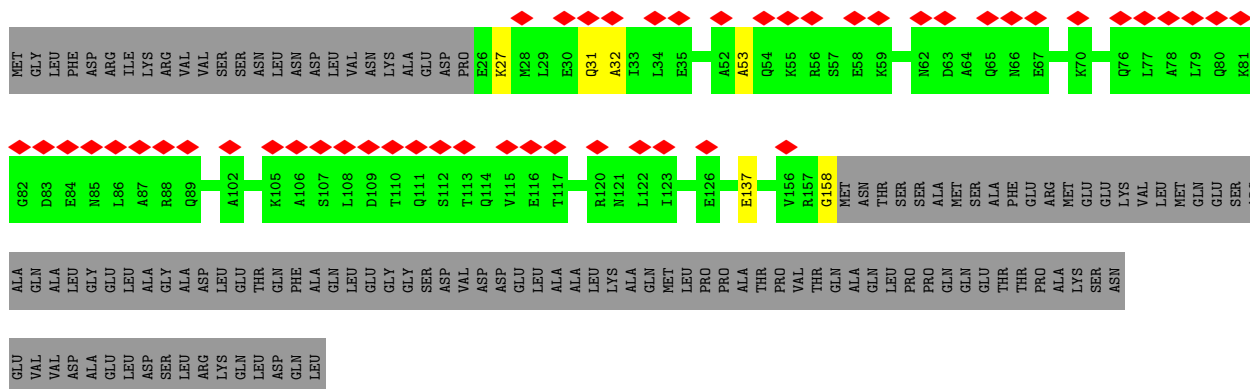 MET GLY LEU PHE ASP ARG ILE LYS ARG VAL VAL SER SER ASN LEU ASN ASP LEU VAL ASN LYS ALA GLU ASP PRO E26 K27 M28 L29 E30 Q31 A32 I33 L34 E35 A52 A53 Q54 K55 R56 S57 E58 K59 N62 D63 A64 Q65 N66 E67 K70 Q76 L77 A78 L79 Q80 K81
G82 D83 E84 N85 L86 A87 R88 Q89 A102 K105 A106 S107 L108 D109 T110 Q111 S112 T113 Q114 V115 E116 T117 R120 N121 L122 I123 E126 E137 V156 R157 G158 MET ASN THR SER SER ALA MET SER ALA PHE GLU ARG MET GLU GLU LYS VAL LEU MET GLN GLU SER
ALA GLN ALA LEU GLY GLU LEU ALA GLY ALA ASP LEU GLU THR GLN PHE ALA GLN LEU GLU GLY GLY SER ASP VAL ASP ASP GLU LEU ALA ALA LEU LYS ALA GLN MET LEU PRO PRO ALA THR PRO VAL THR GLN ALA GLN LEU PRO PRO GLN GLN GLU THR THR PRO ALA LYS SER ASN
GLU VAL VAL ASP ALA GLU LEU ASP SER LEU ARG LYS GLN LEU ASP GLN LEU